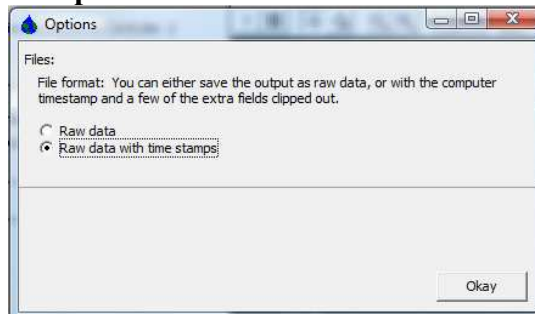 Options
Files:
File format: You can either save the output as raw data, or with the computer
timestamp and a few of the extra fields clipped out.
Raw data
Raw data with time stamps
Okay